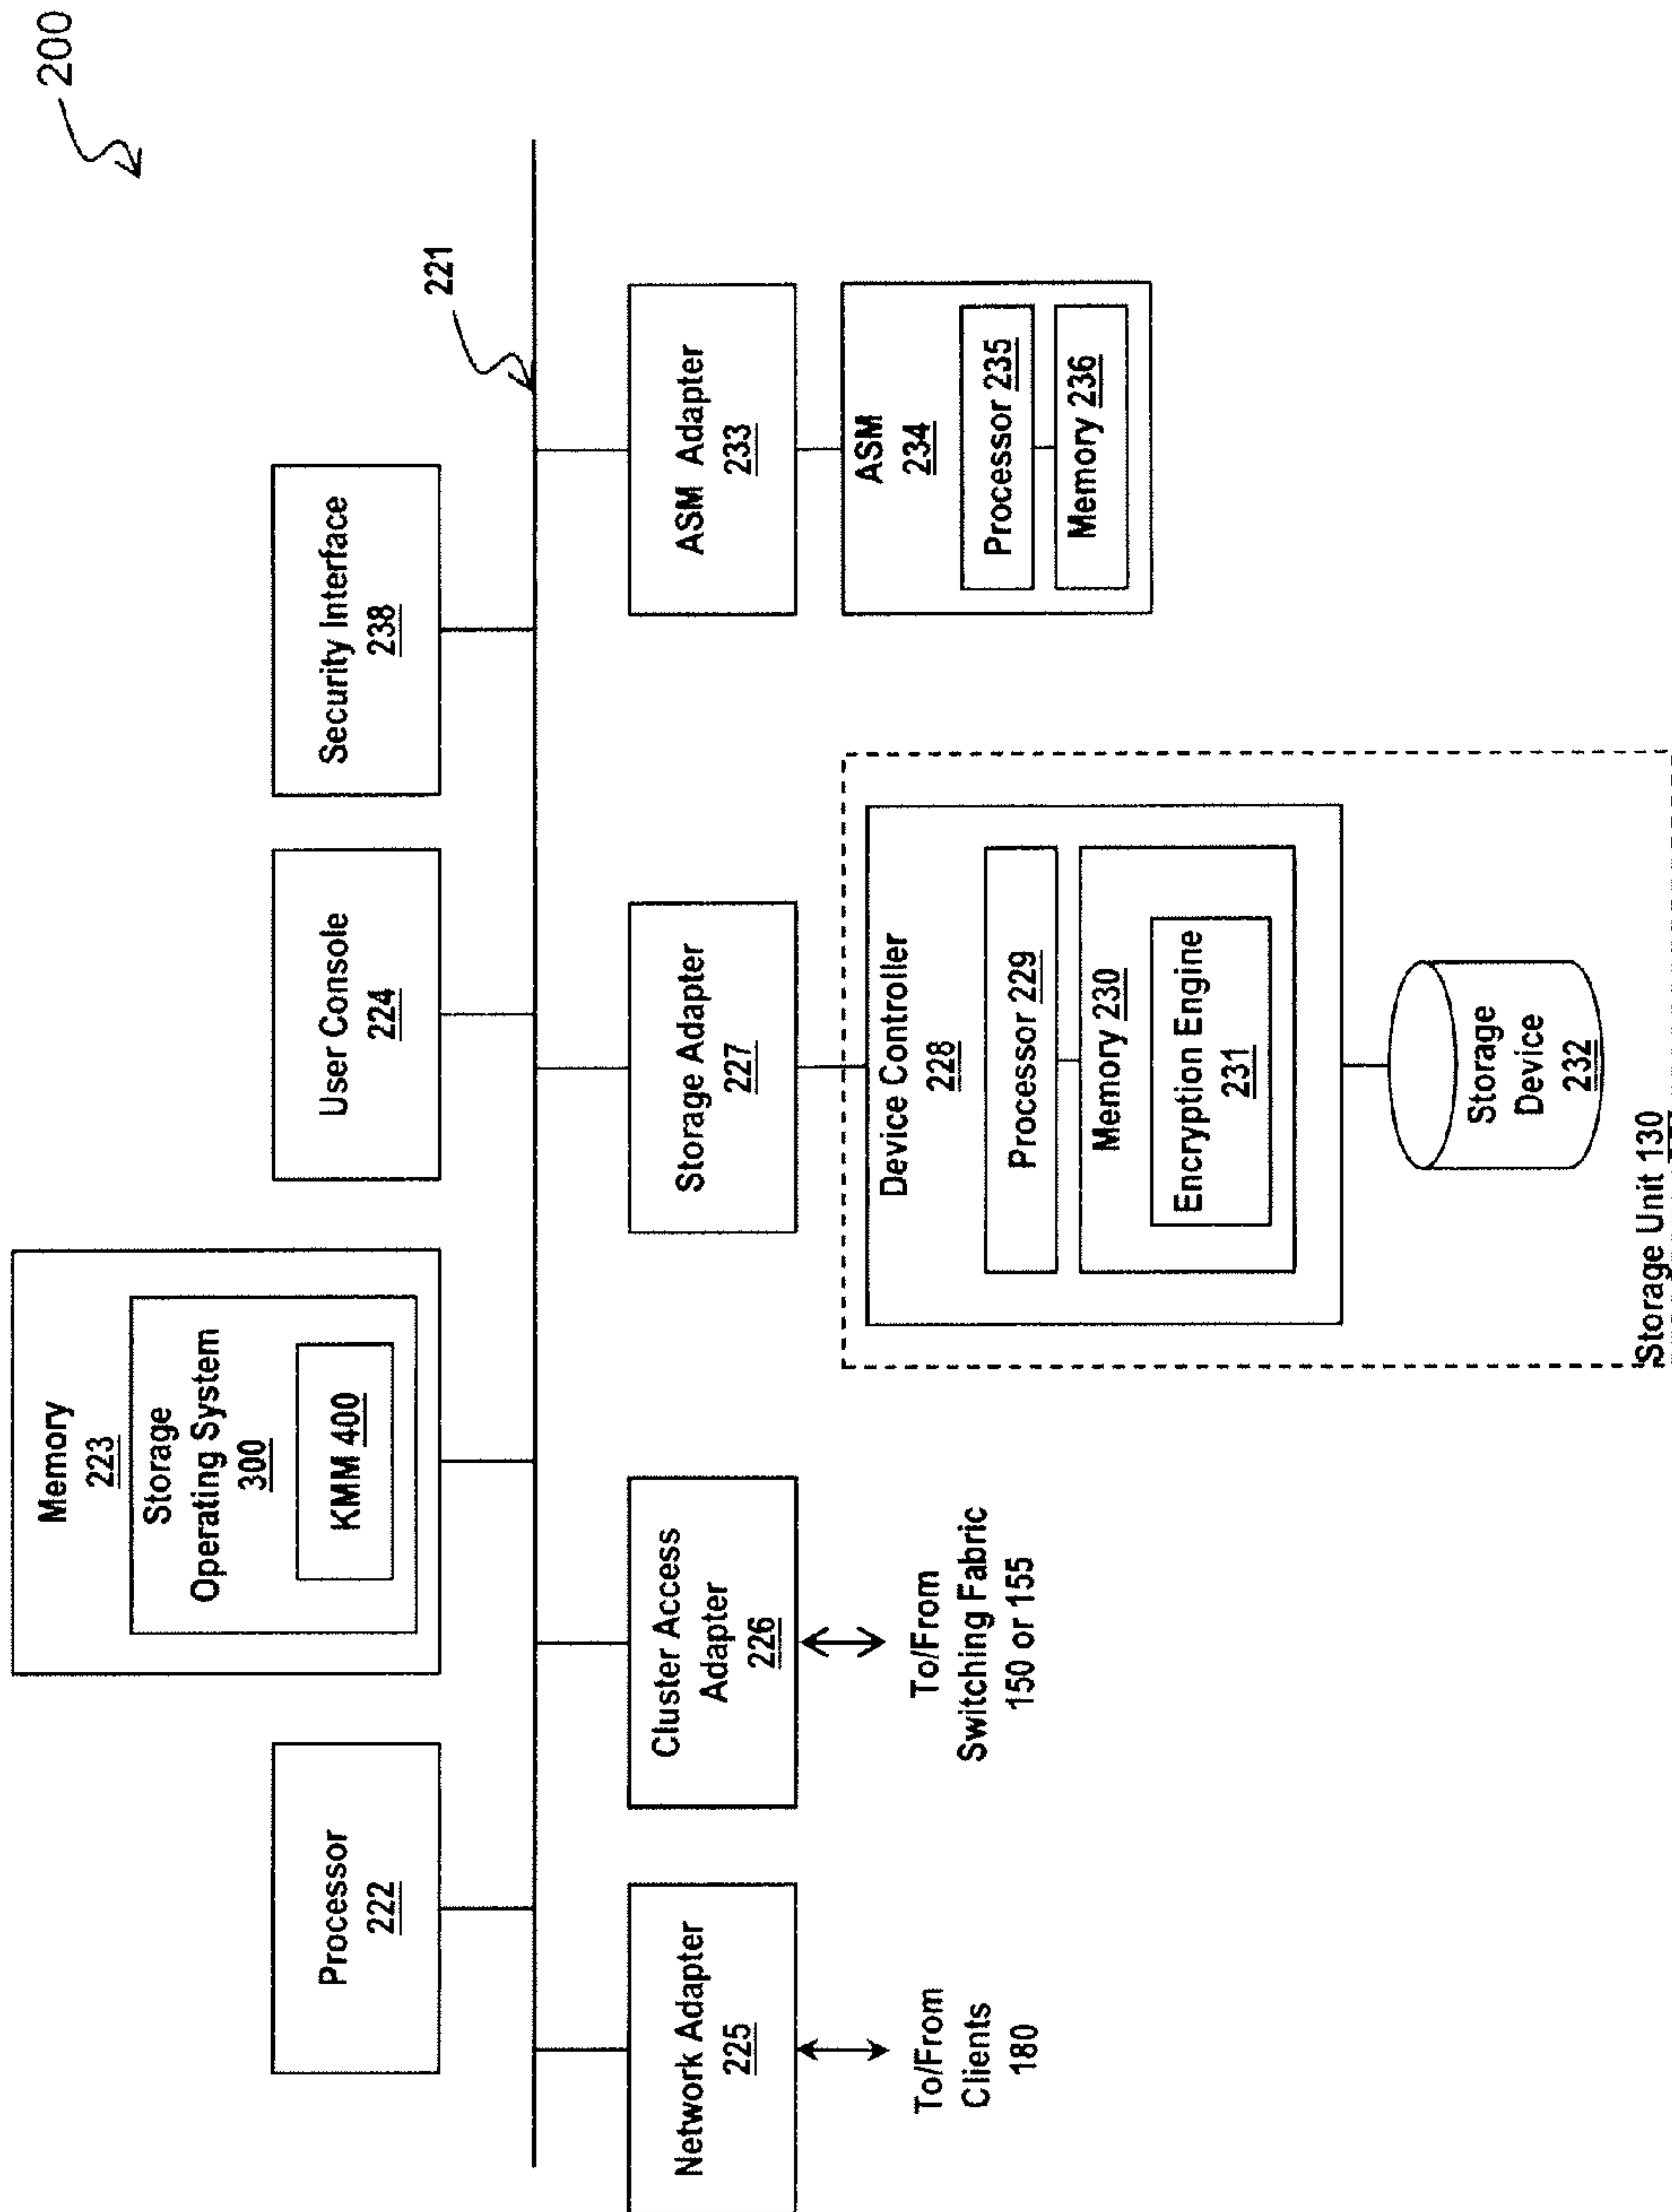 200
221
Processor
222
Memory
223
Storage
Operating System
300
KMM 400
User Console
224
Security Interface
238
Network Adapter
225
To/From
Clients
180
Cluster Access
Adapter
226
To/From
Switching Fabric
150 or 155
Storage Adapter
227
Device Controller
228
Processor 229
Memory 230
Encryption Engine
231
Storage
Device
232
Storage Unit 130
ASM Adapter
233
ASM
234
Processor 235
Memory 236